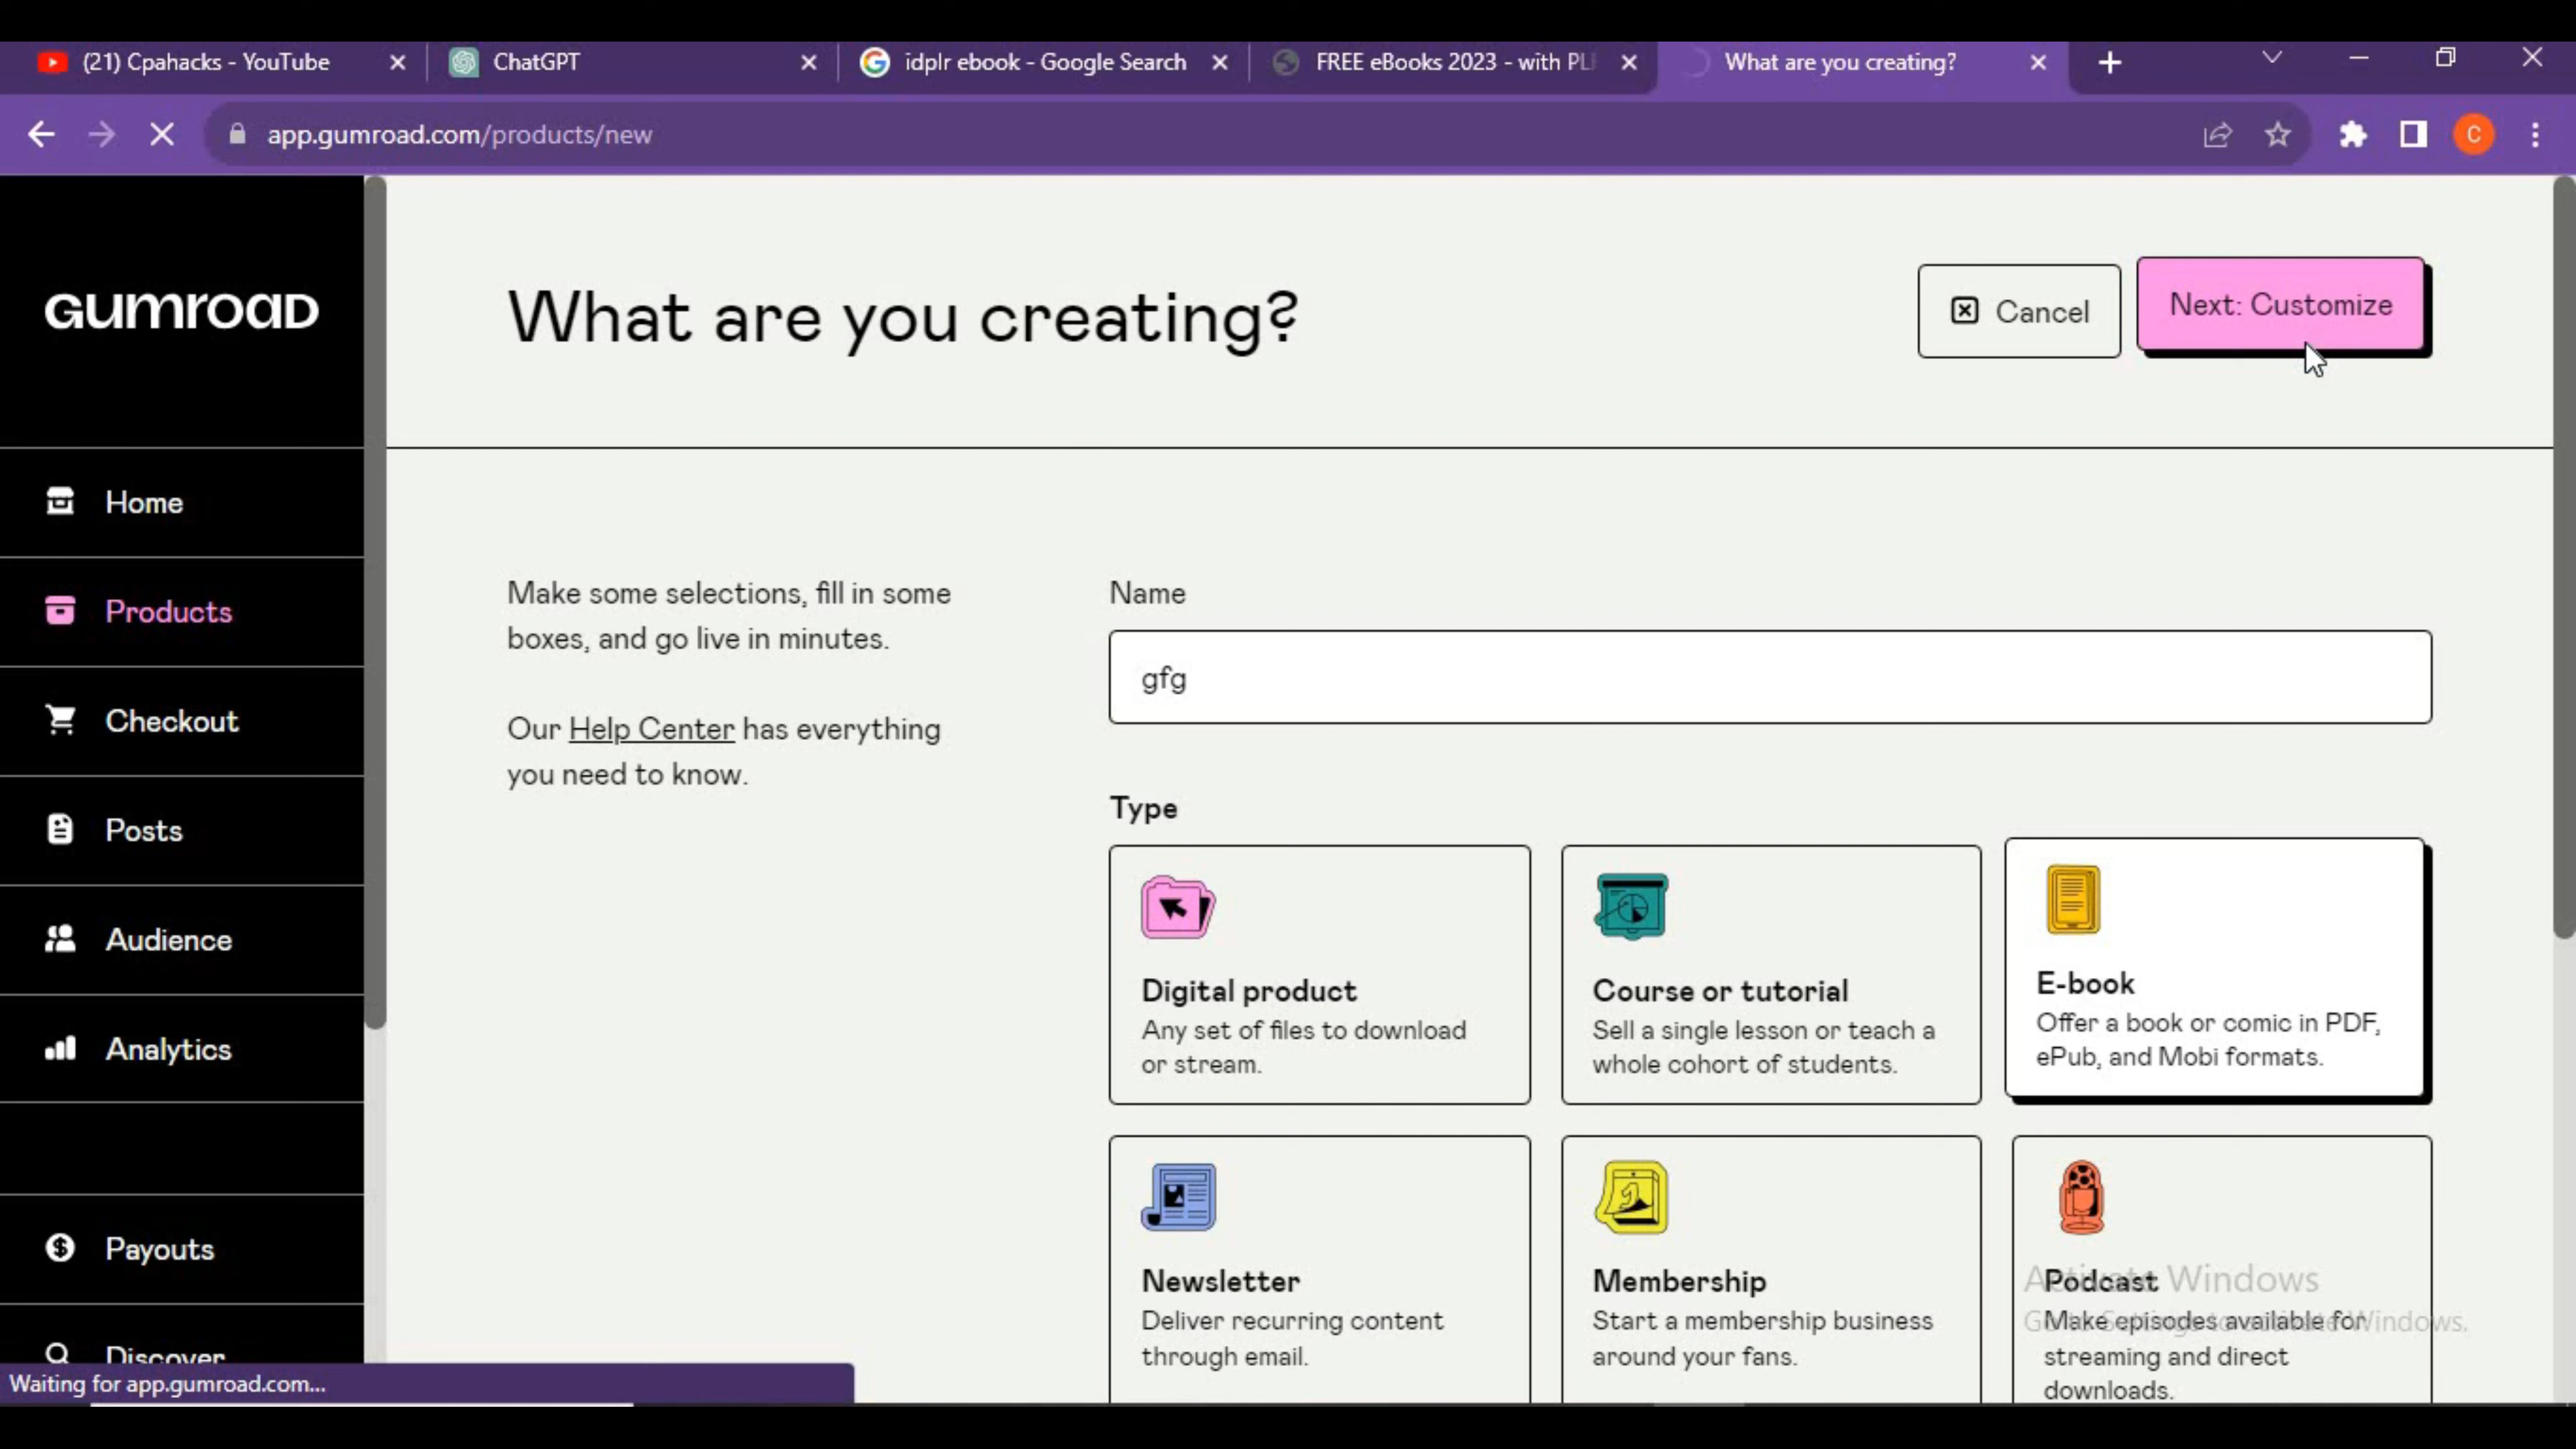 (21) Cpahacks - YouTube
ChatGPT
idplr ebook - Google Search
FREE eBooks 2023 - with PL
What are you creating?
app.gumroad.com/products/new
C
GUMROAD
What are you creating?
Cancel
Next: Customize
Home
Products
Checkout
Posts
Audience
Analytics
Payouts
Discover
Make some selections, fill in some
boxes, and go live in minutes.
Our Help Center has everything
you need to know.
Name
gfg
Type
Digital product
Any set of files to download
or stream.
Course or tutorial
Sell a single lesson or teach a
whole cohort of students.
E-book
Offer a book or comic in PDF,
ePub, and Mobi formats.
Newsletter
Deliver recurring content
through email.
Membership
Start a membership business
around your fans.
Podcast
Make episodes available for
streaming and direct
downloads.
Activate Windows
Go to Settings to activate Windows.
Waiting for app.gumroad.com...